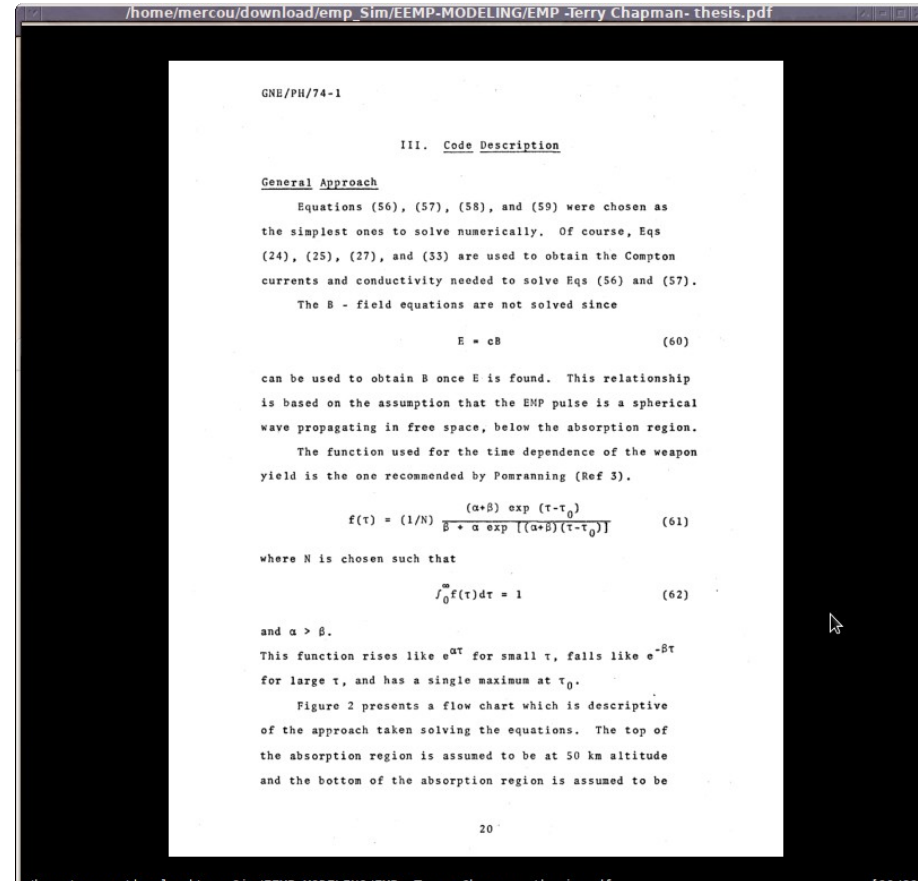 /home/mercou/download/emp_Sim/EEMP-MODELING/EMP -Terry Chapman- thesis.pdf
GNE/PH/74-1
III. Code Description
General Approach
Equations (56), (57), (58), and (59) were chosen as
the simplest ones to solve numerically. Of course, Eqs
(24), (25), (27), and (33) are used to obtain the Compton
currents and conductivity needed to solve Eqs (56) and (57).
The B - field equations are not solved since
E = cB (60)
can be used to obtain B once E is found. This relationship
is based on the assumption that the EMP pulse is a spherical
wave propagating in free space, below the absorption region.
The function used for the time dependence of the weapon
yield is the one recommended by Pomranning (Ref 3).
f(τ) = (1/N) (α+β) exp (τ-τ₀) / β + α exp [(α+β)(τ-τ₀)] (61)
where N is chosen such that
∫₀^∞ f(τ)dτ = 1 (62)
and α > β.
This function rises like e^ατ for small τ, falls like e^-βτ
for large τ, and has a single maximum at τ₀.
Figure 2 presents a flow chart which is descriptive
of the approach taken solving the equations. The top of
the absorption region is assumed to be at 50 km altitude
and the bottom of the absorption region is assumed to be
20